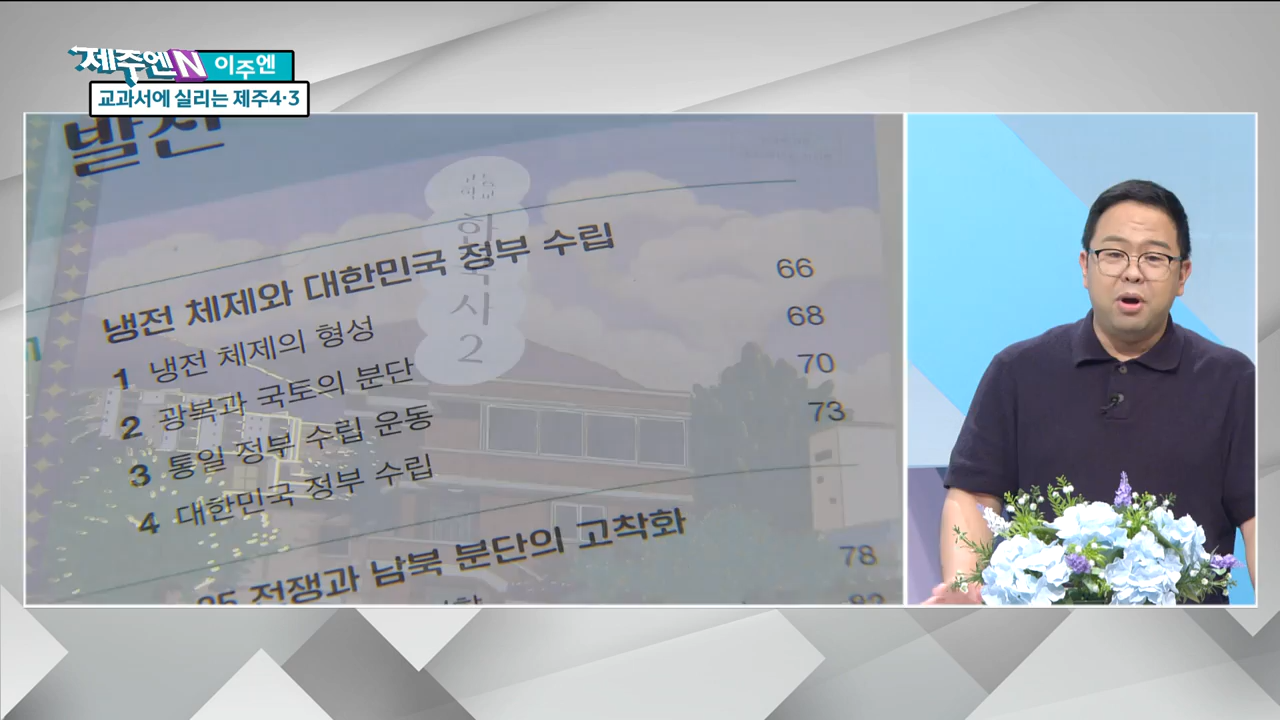 제주엔N 이주엔
교과서에 실리는 제주4·3
발전
한국사2
냉전 체제와 대한민국 정부 수립 66
1 냉전 체제의 형성 68
2 광복과 국토의 분단 70
3 통일 정부 수립 운동 73
4 대한민국 정부 수립
전쟁과 남북 분단의 고착화 78